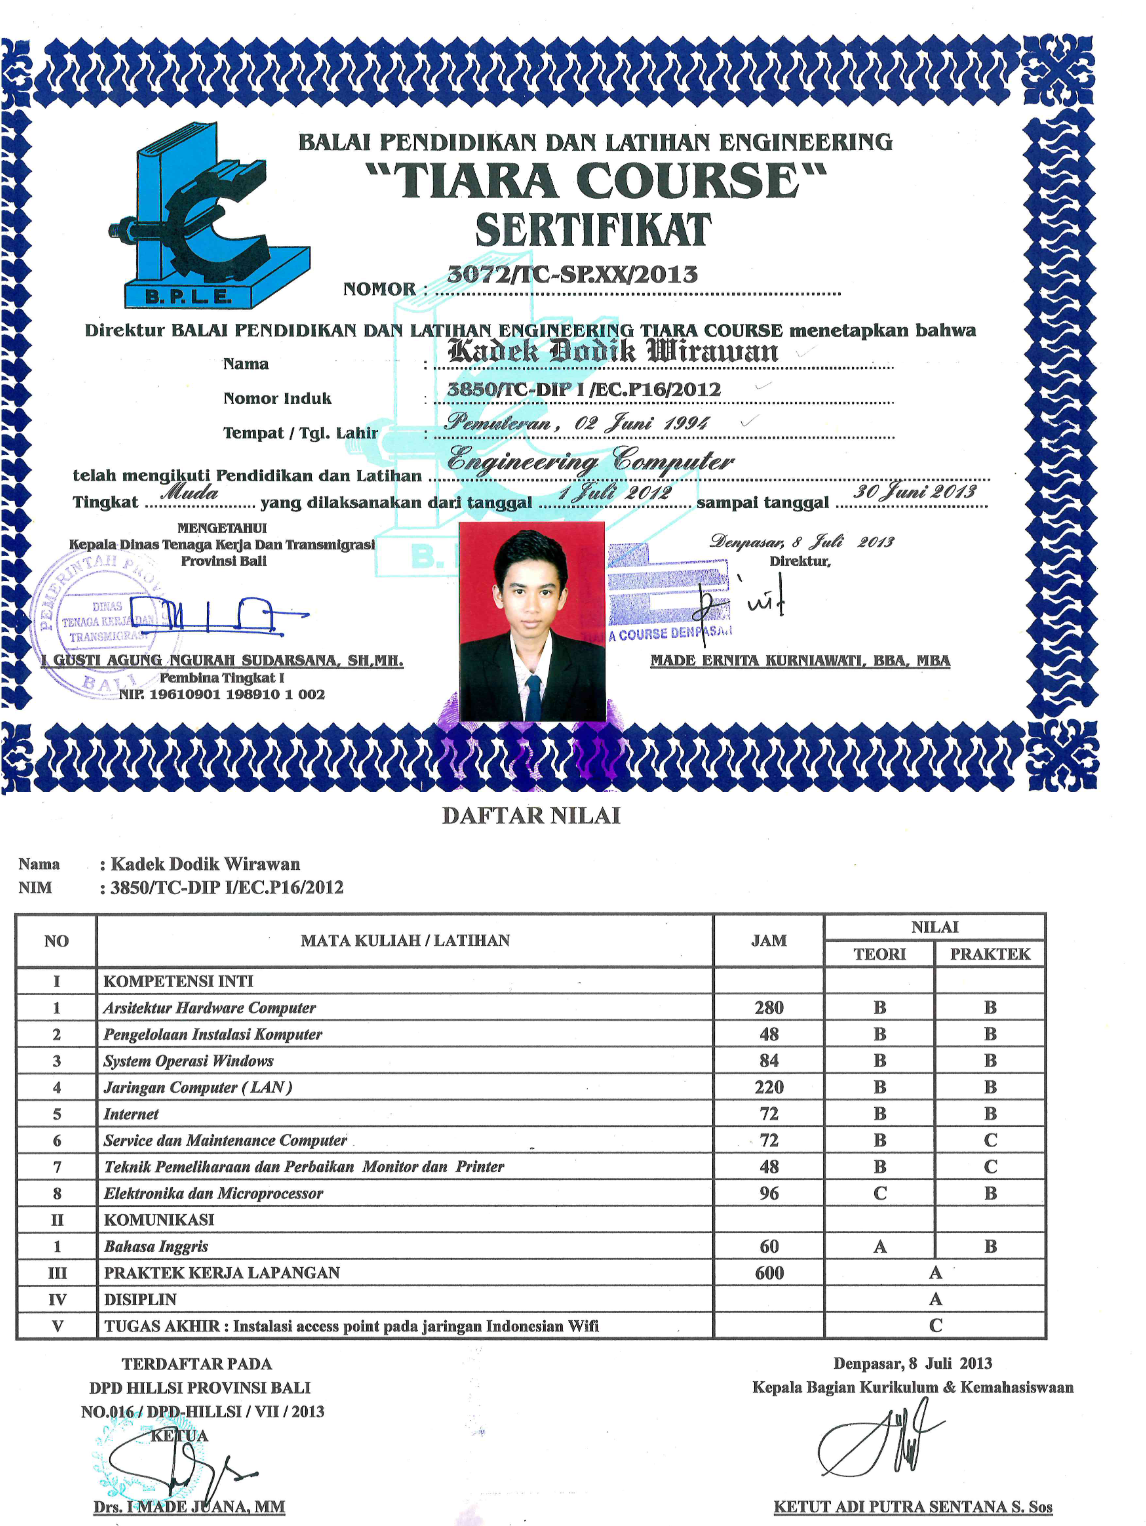 BALAI PENDIDIKAN DAN LATIHAN ENGINEERING
"TIARA COURSE"
SERTIFIKAT
B. P. L. E.
NOMOR : 3072/TC-SP.XX/2013
Direktur BALAI PENDIDIKAN DAN LATIHAN ENGINEERING TIARA COURSE menetapkan bahwa
Nama : Kadek Dodik Wirawan
Nomor Induk : 3850/TC-DIP I /EC.P16/2012
Tempat / Tgl. Lahir : Pemuteran, 02 Juni 1994
telah mengikuti Pendidikan dan Latihan Engineering Computer
Tingkat Muda yang dilaksanakan dari tanggal 1 Juli 2012 sampai tanggal 30 Juni 2013
MENGETAHUI
Kepala Dinas Tenaga Kerja Dan Transmigrasi
Provinsi Bali
B. P. L.
PEMERINTAH PROV
DINAS
TENAGA KERJA DAN
TRANSMIGRASI
BALI
I GUSTI AGUNG NGURAH SUDARSANA, SH,MH.
Pembina Tingkat I
NIP. 19610901 198910 1 002
Denpasar, 8 Juli 2013
Direktur,
A COURSE DENPASAR
MADE ERNITA KURNIAWATI, BBA, MBA
DAFTAR NILAI
Nama : Kadek Dodik Wirawan
NIM : 3850/TC-DIP I/EC.P16/2012
NO MATA KULIAH / LATIHAN JAM NILAI
TEORI PRAKTEK
I KOMPETENSI INTI
1 Arsitektur Hardware Computer 280 B B
2 Pengelolaan Instalasi Komputer 48 B B
3 System Operasi Windows 84 B B
4 Jaringan Computer ( LAN ) 220 B B
5 Internet 72 B B
6 Service dan Maintenance Computer 72 B C
7 Teknik Pemeliharaan dan Perbaikan Monitor dan Printer 48 B C
8 Elektronika dan Microprocessor 96 C B
II KOMUNIKASI
1 Bahasa Inggris 60 A B
III PRAKTEK KERJA LAPANGAN 600 A
IV DISIPLIN A
V TUGAS AKHIR : Instalasi access point pada jaringan Indonesian Wifi C
TERDAFTAR PADA
DPD HILLSI PROVINSI BALI
NO.016 / DPD-HILLSI / VII / 2013
KETUA
Drs. I MADE JUANA, MM
Denpasar, 8 Juli 2013
Kepala Bagian Kurikulum & Kemahasiswaan
KETUT ADI PUTRA SENTANA S. Sos